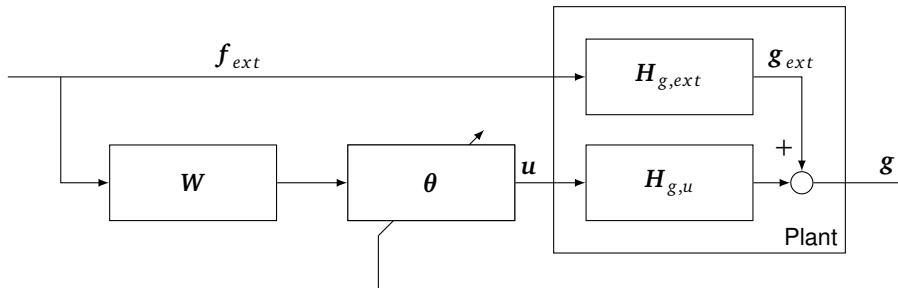 f_ext
H_g,ext
g_ext
+
W
θ
u
H_g,u
g
Plant